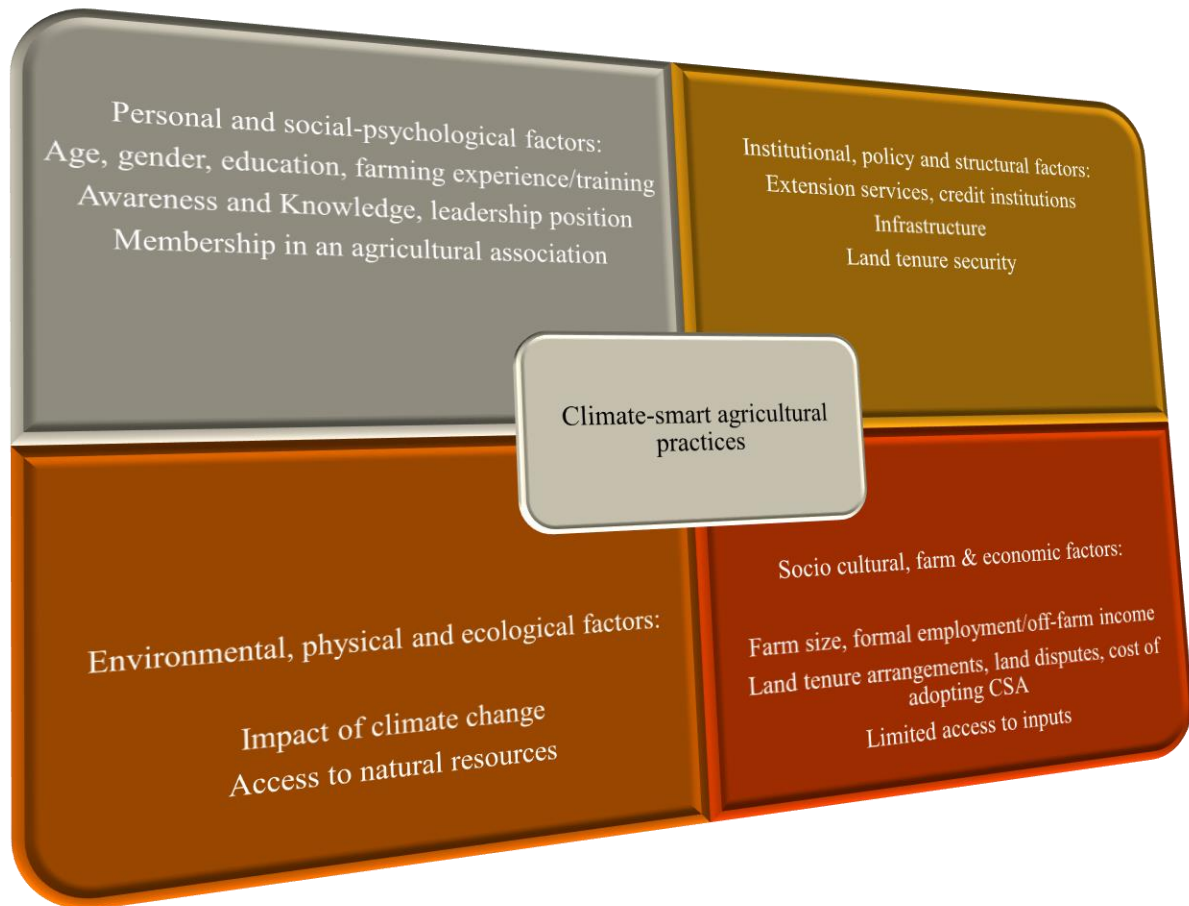 Personal and social-psychological factors:
Age, gender, education, farming experience/training
Awareness and Knowledge, leadership position
Membership in an agricultural association
Institutional, policy and structural factors:
Extension services, credit institutions
Infrastructure
Land tenure security
Climate-smart agricultural
practices
Environmental, physical and ecological factors:
Impact of climate change
Access to natural resources
Socio cultural, farm & economic factors:
Farm size, formal employment/off-farm income
Land tenure arrangements, land disputes, cost of
adopting CSA
Limited access to inputs